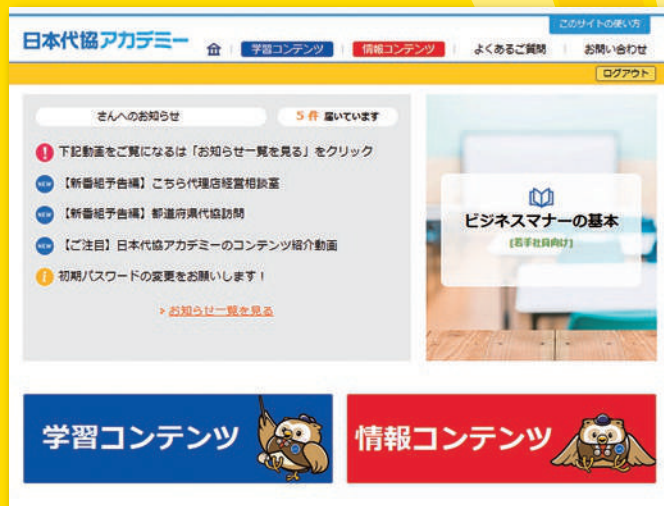 このサイトの使い方
日本代協アカデミー
学習コンテンツ 情報コンテンツ よくあるご質問 お問い合わせ
ログアウト
さんへのお知らせ 5件 届いています
下記動画をご覧になるは「お知らせ一覧を見る」をクリック
NEW 【新番組予告編】こちら代理店経営相談室
NEW 【新番組予告編】都道府県代協訪問
NEW 【ご注目】日本代協アカデミーのコンテンツ紹介動画
初期パスワードの変更をお願いします!
> お知らせ一覧を見る
ビジネスマナーの基本
[若手社員向け]
学習コンテンツ
情報コンテンツ